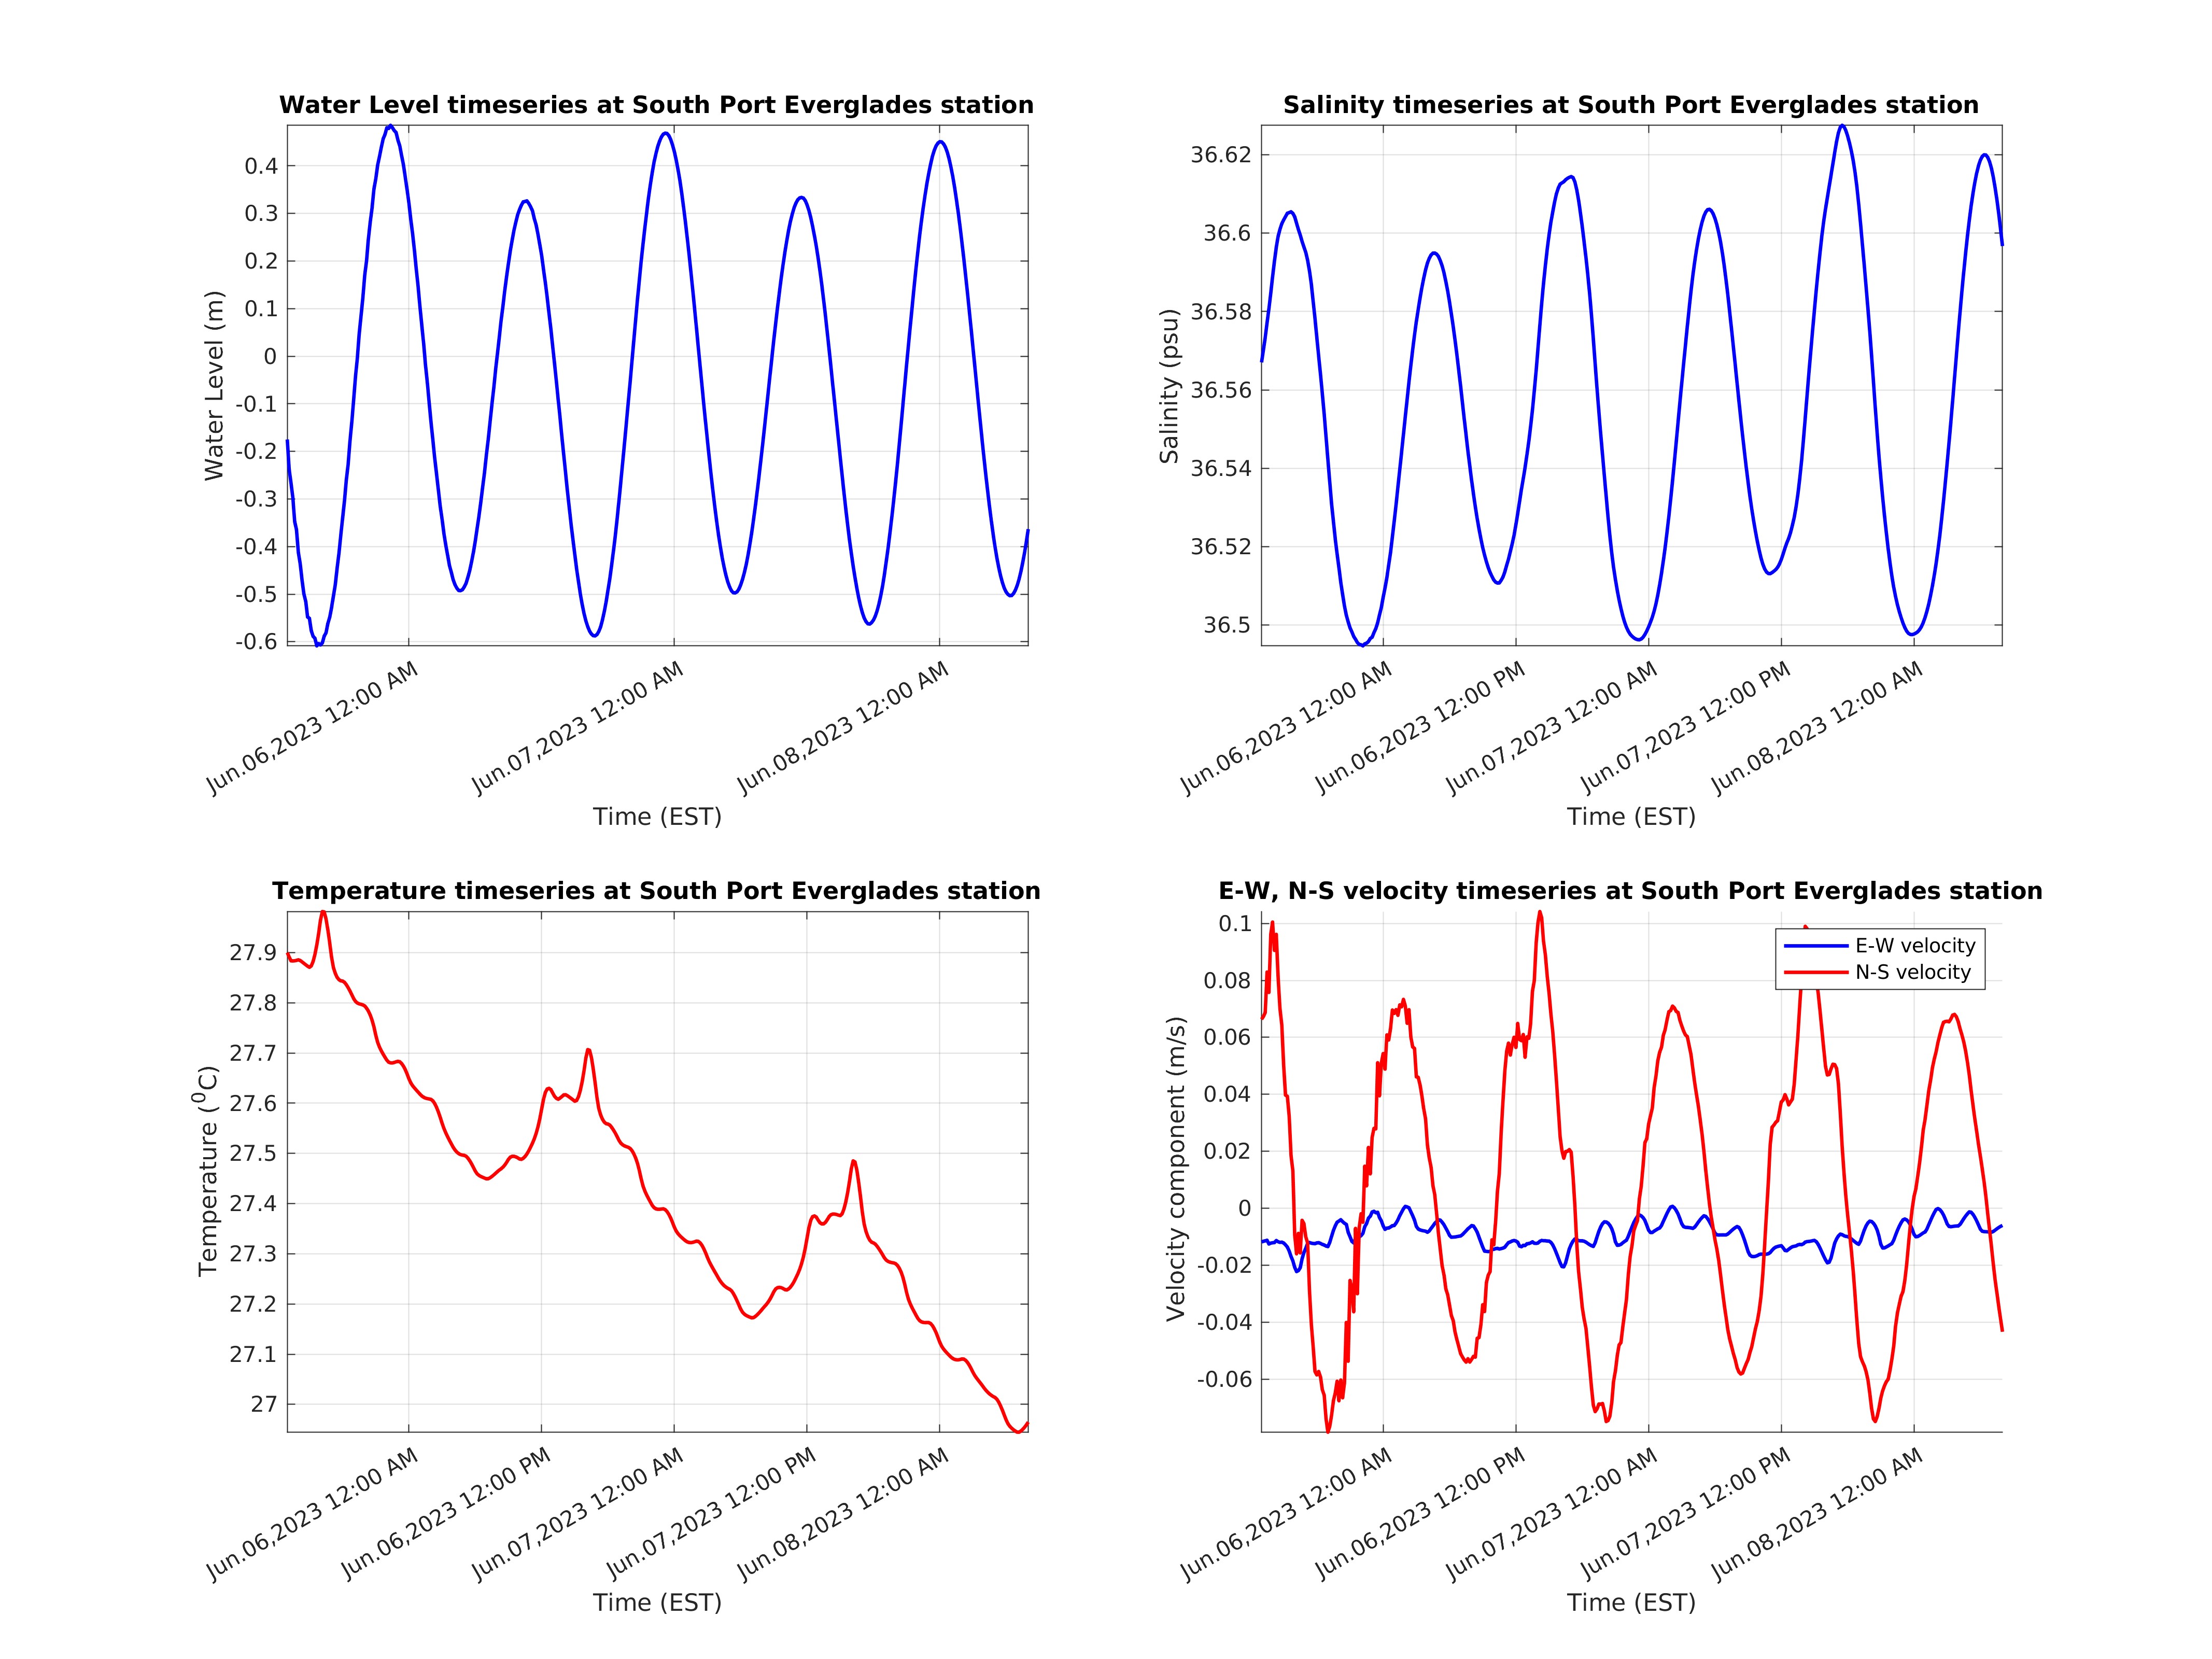 Water Level timeseries at South Port Everglades station
Water Level (m)
0.4
0.3
0.2
0.1
0
-0.1
-0.2
-0.3
-0.4
-0.5
-0.6
Jun.06,2023 12:00 AM
Jun.07,2023 12:00 AM
Jun.08,2023 12:00 AM
Time (EST)
Salinity timeseries at South Port Everglades station
Salinity (psu)
36.62
36.6
36.58
36.56
36.54
36.52
36.5
Jun.06,2023 12:00 AM
Jun.06,2023 12:00 PM
Jun.07,2023 12:00 AM
Jun.07,2023 12:00 PM
Jun.08,2023 12:00 AM
Time (EST)
Temperature timeseries at South Port Everglades station
Temperature (⁰C)
27.9
27.8
27.7
27.6
27.5
27.4
27.3
27.2
27.1
27
Jun.06,2023 12:00 AM
Jun.06,2023 12:00 PM
Jun.07,2023 12:00 AM
Jun.07,2023 12:00 PM
Jun.08,2023 12:00 AM
Time (EST)
E-W, N-S velocity timeseries at South Port Everglades station
Velocity component (m/s)
0.1
0.08
0.06
0.04
0.02
0
-0.02
-0.04
-0.06
E-W velocity
N-S velocity
Jun.06,2023 12:00 AM
Jun.06,2023 12:00 PM
Jun.07,2023 12:00 AM
Jun.07,2023 12:00 PM
Jun.08,2023 12:00 AM
Time (EST)